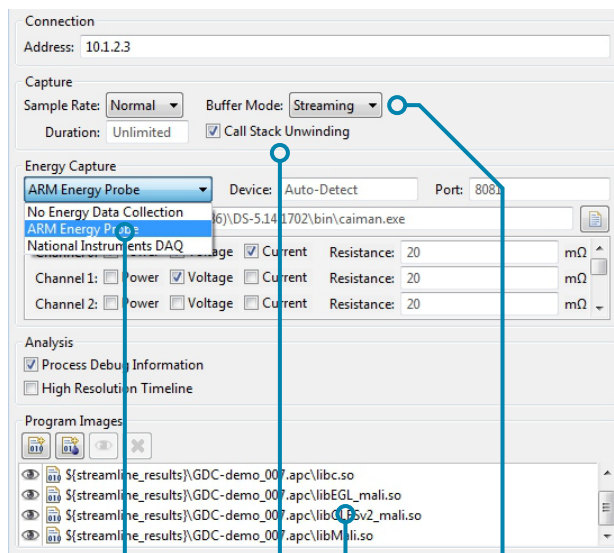 Connection
Address: 10.1.2.3
Capture
Sample Rate: Normal Buffer Mode: Streaming
Duration: Unlimited Call Stack Unwinding
Energy Capture
ARM Energy Probe Device: Auto-Detect Port: 8081
No Energy Data Collection
ARM Energy Probe \DS-5.14.1702\bin\caiman.exe
National Instruments DAQ
Current Resistance: 20 mΩ
Channel 1: Power Voltage Current Resistance: 20 mΩ
Channel 2: Power Voltage Current Resistance: 20 mΩ
Analysis
Process Debug Information
High Resolution Timeline
Program Images
${streamline_results}\GDC-demo_007.apc\libc.so
${streamline_results}\GDC-demo_007.apc\libEGL_mali.so
${streamline_results}\GDC-demo_007.apc\libGLESv2_mali.so
${streamline_results}\GDC-demo_007.apc\libMali.so